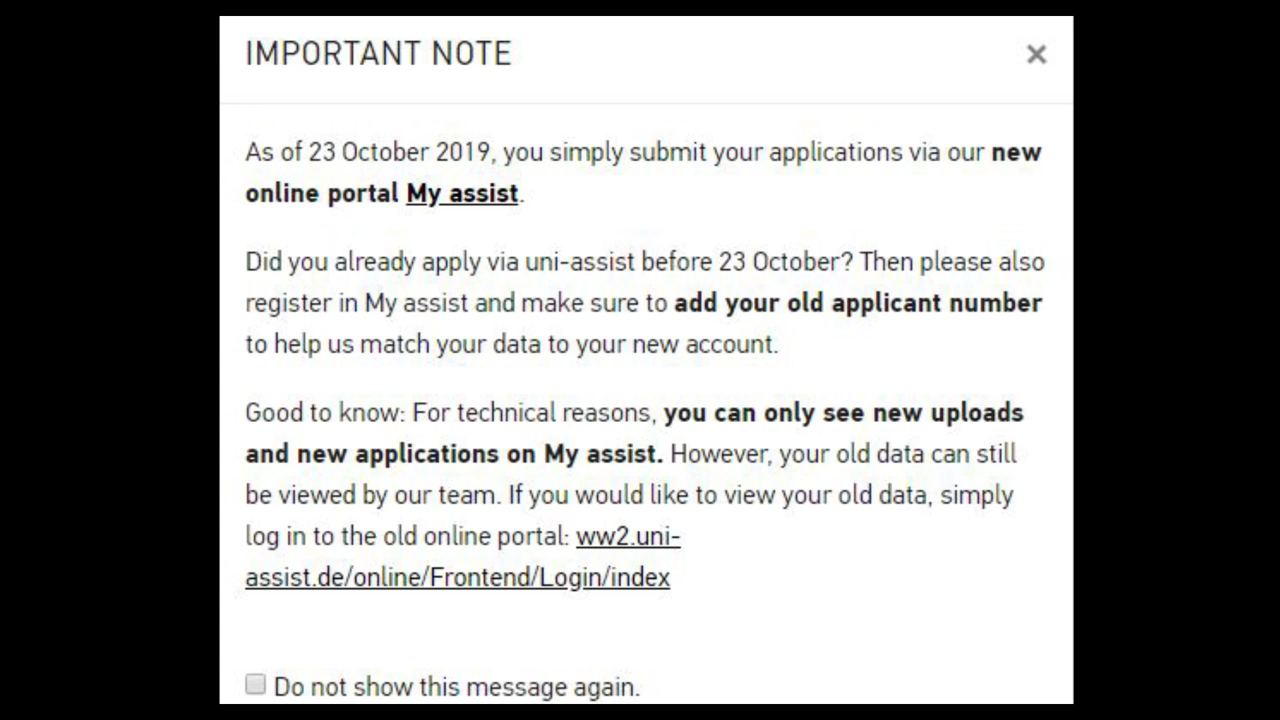 IMPORTANT NOTE ×
As of 23 October 2019, you simply submit your applications via our new
online portal My assist.
Did you already apply via uni-assist before 23 October? Then please also
register in My assist and make sure to add your old applicant number
to help us match your data to your new account.
Good to know: For technical reasons, you can only see new uploads
and new applications on My assist. However, your old data can still
be viewed by our team. If you would like to view your old data, simply
log in to the old online portal: ww2.uni-
assist.de/online/Frontend/Login/index
Do not show this message again.